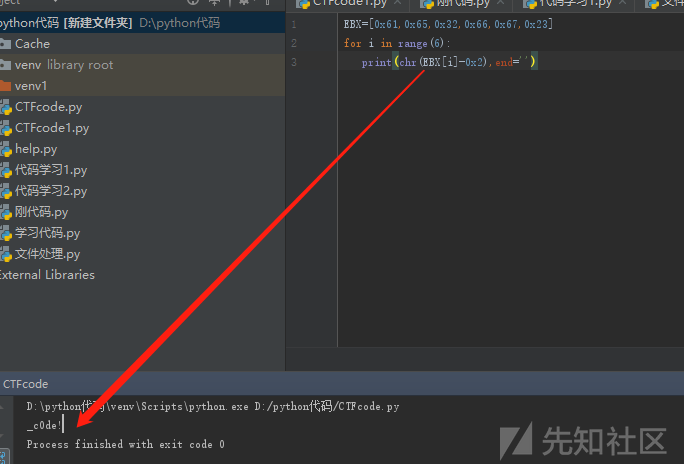 python代码 [新建文件夹] D:\python代码
Cache
venv library root
venv1
CTFcode.py
CTFcode1.py
help.py
代码学习1.py
代码学习2.py
刚代码.py
学习代码.py
文件处理.py
External Libraries
CTFcode1.py
刚代码.py
代码学习1.py
1 EBX=[0x61,0x65,0x32,0x66,0x67,0x23]
2 for i in range(6):
3 print(chr(EBX[i]-0x2),end='')
CTFcode
D:\python代码\venv\Scripts\python.exe D:/python代码/CTFcode.py
_c0de!
Process finished with exit code 0
先知社区